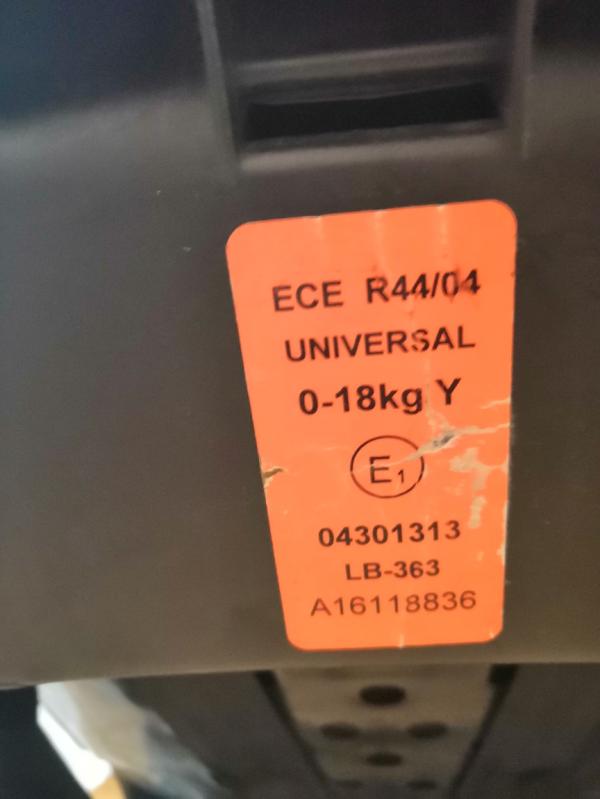 ECE R44/04
UNIVERSAL
0-18kg Y
E1
04301313
LB-363
A16118836